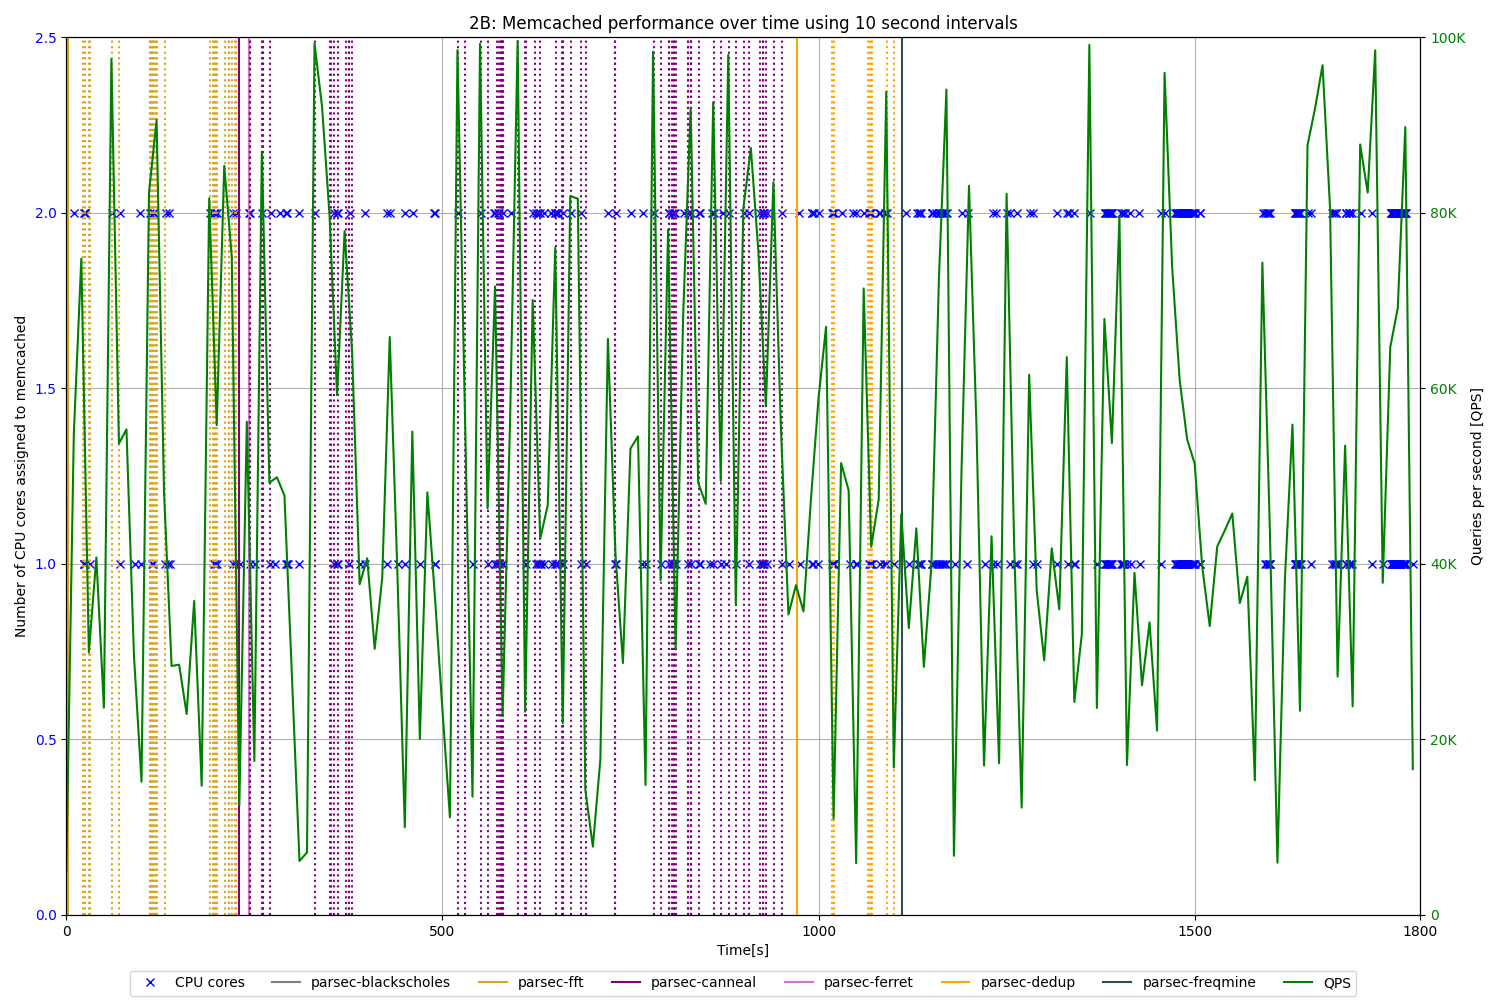 2B: Memcached performance over time using 10 second intervals
Number of CPU cores assigned to memcached
2.5
2.0
1.5
1.0
0.5
0.0
100K
80K
60K
40K
20K
0
Queries per second [QPS]
0 500 1000 1500 1800
Time[s]
CPU cores parsec-blackscholes parsec-fft parsec-canneal parsec-ferret parsec-dedup parsec-freqmine QPS